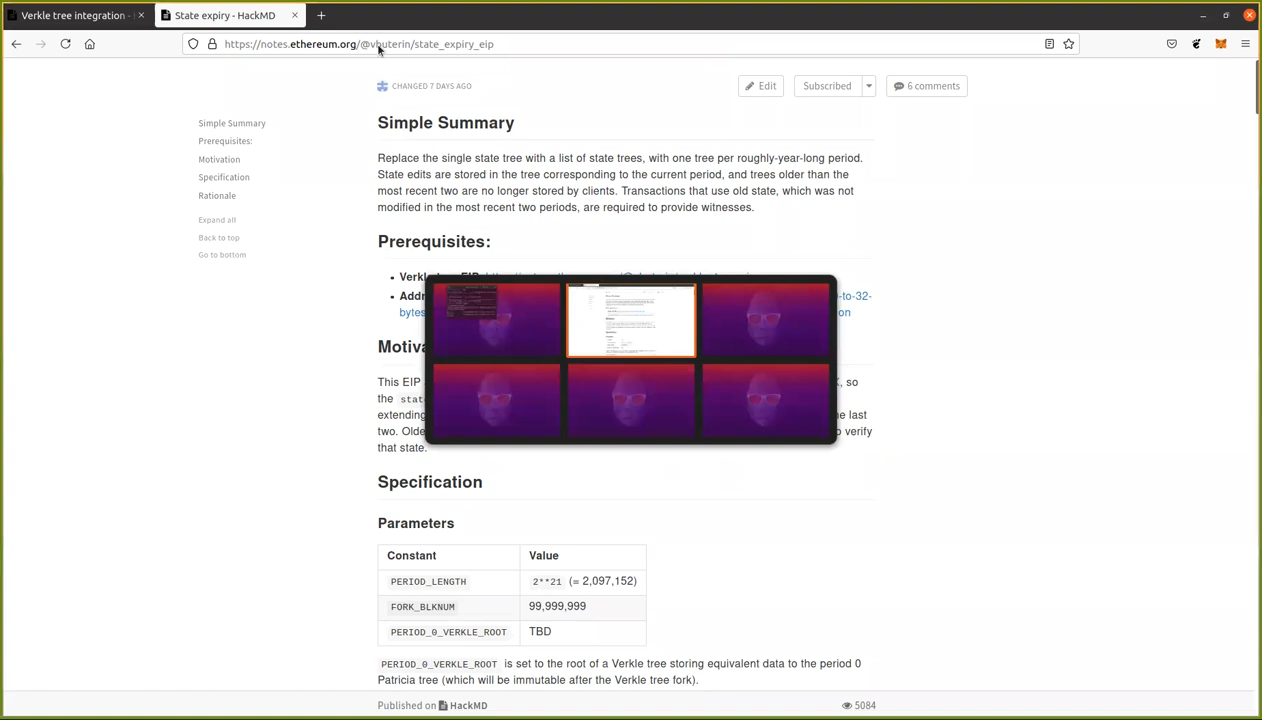 Verkle tree integration -
State expiry - HackMD
https://notes.ethereum.org/@vbuterin/state_expiry_eip
CHANGED 7 DAYS AGO
Edit
Subscribed
6 comments
Simple Summary
Prerequisites:
Motivation
Specification
Rationale
Expand all
Back to top
Go to bottom
Simple Summary
Replace the single state tree with a list of state trees, with one tree per roughly-year-long period.
State edits are stored in the tree corresponding to the current period, and trees older than the
most recent two are no longer stored by clients. Transactions that use old state, which was not
modified in the most recent two periods, are required to provide witnesses.
Prerequisites:
-to-32-
bytes
on
This EIP
so
the
extending
e last
two. Olde
o verify
that state.
Specification
Parameters
Constant Value
PERIOD_LENGTH 2**21 (= 2,097,152)
FORK_BLKNUM 99,999,999
PERIOD_0_VERKLE_ROOT TBD
PERIOD_0_VERKLE_ROOT is set to the root of a Verkle tree storing equivalent data to the period 0
Patricia tree (which will be immutable after the Verkle tree fork).
Published on HackMD
5084